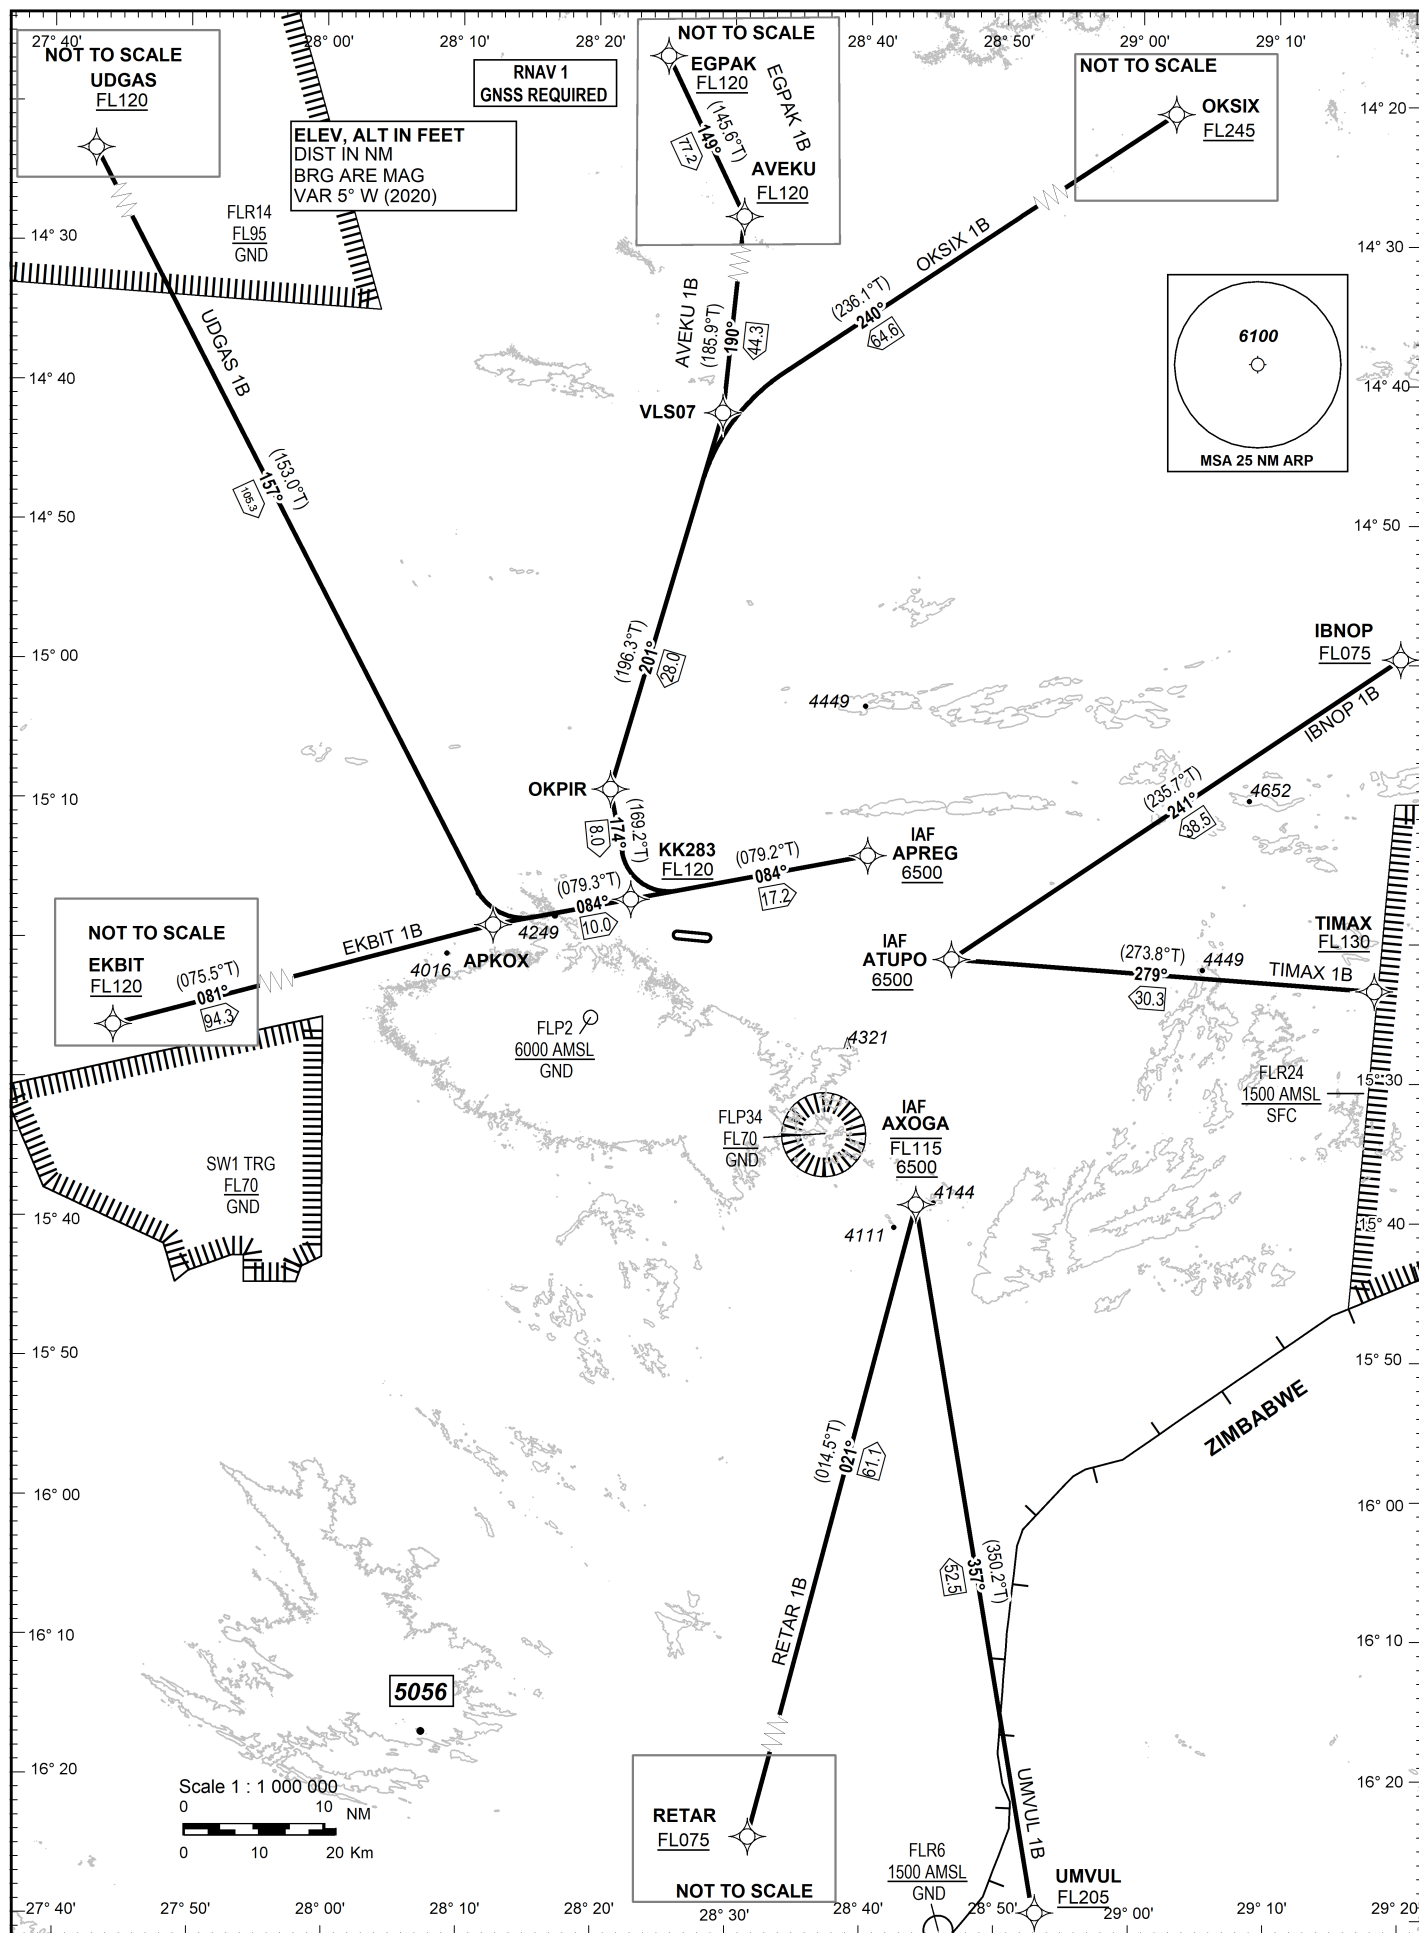 27° 40'
28° 00'
28° 10'
28° 20'
28° 40'
28° 50'
29° 00'
29° 10'
NOT TO SCALE
UDGAS
FL120
RNAV 1
GNSS REQUIRED
NOT TO SCALE
EGPAK
FL120
EGPAK 1B
(145.6°T)
149°
77.2
AVEKU
FL120
NOT TO SCALE
OKSIX
FL245
14° 20'
ELEV, ALT IN FEET
DIST IN NM
BRG ARE MAG
VAR 5° W (2020)
FLR14
FL95
GND
14° 30'
14° 30'
OKSIX 1B
(236.1°T)
240°
64.6
AVEKU 1B
(185.9°T)
190°
44.3
UDGAS 1B
6100
MSA 25 NM ARP
14° 40'
14° 40'
VLS07
(153.0°T)
157°
105.3
14° 50'
14° 50'
(196.3°T)
201°
28.0
15° 00'
IBNOP
FL075
IBNOP 1B
4449
(235.7°T)
241°
38.5
4652
OKPIR
15° 10'
(169.2°T)
174°
8.0
KK283
FL120
(079.2°T)
084°
17.2
IAF
APREG
6500
(079.3°T)
084°
10.0
4249
APKOX
4016
EKBIT 1B
NOT TO SCALE
EKBIT
FL120
(075.5°T)
081°
94.3
IAF
ATUPO
6500
TIMAX
FL130
(273.8°T)
279°
30.3
4449
TIMAX 1B
FLP2
6000 AMSL
GND
4321
FLR24
1500 AMSL
SFC
15° 30'
FLP34
FL70
GND
IAF
AXOGA
FL115
6500
4144
4111
SW1 TRG
FL70
GND
15° 40'
15° 40'
15° 50'
15° 50'
ZIMBABWE
(014.5°T)
021°
61.1
16° 00'
16° 00'
(350.2°T)
357°
52.5
RETAR 1B
16° 10'
16° 10'
5056
16° 20'
16° 20'
Scale 1 : 1 000 000
0 10 NM
0 10 20 Km
RETAR
FL075
NOT TO SCALE
UMVUL 1B
FLR6
1500 AMSL
GND
UMVUL
FL205
27° 40'
27° 50'
28° 00'
28° 10'
28° 20'
28° 30'
28° 40'
28° 50'
29° 00'
29° 10'
29° 20'